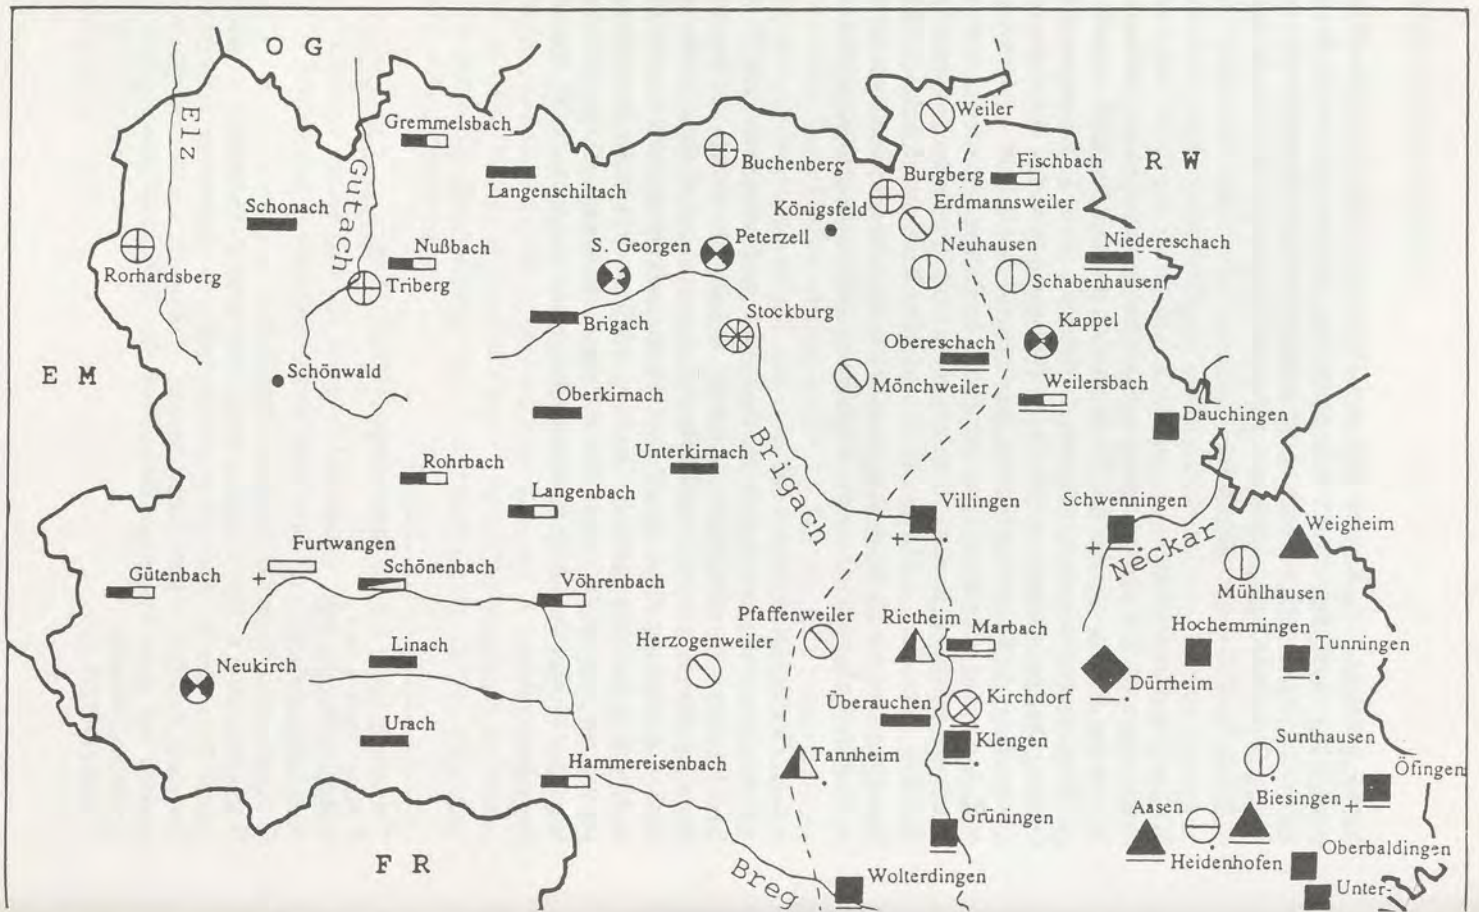 O G
Elz
Weiler
Gremmelsbach
Buchenberg
Fischbach
R W
Gutach
Langenschiltach
Burgberg
Schonach
Königsfeld
Erdmannsweiler
Nußbach
S. Georgen
Peterzell
Neuhausen
Niedereschach
Rorhardsberg
Triberg
Schabenhausen
Brigach
Stockburg
Kappel
Obereschach
E M
Schönwald
Mönchweiler
Weilersbach
Oberkirnach
Dauchingen
Unterkirnach
Brigach
Rohrbach
Langenbach
Villingen
Schwenningen
+
+
Neckar
Weigheim
Furtwangen
+
Schönenbach
Gütenbach
Vöhrenbach
Mühlhausen
Pfaffenweiler
Rietheim
Marbach
Hochemmingen
Tunningen
Herzogenweiler
Linach
Neukirch
Dürrheim
Überauchen
Kirchdorf
Urach
Klengen
Sunthausen
Hammereisenbach
Tannheim
Öfingen
Biesingen
+
Aasen
Grüningen
Heidenhofen
Oberbaldingen
F R
Breg
Wolterdingen
Unter-